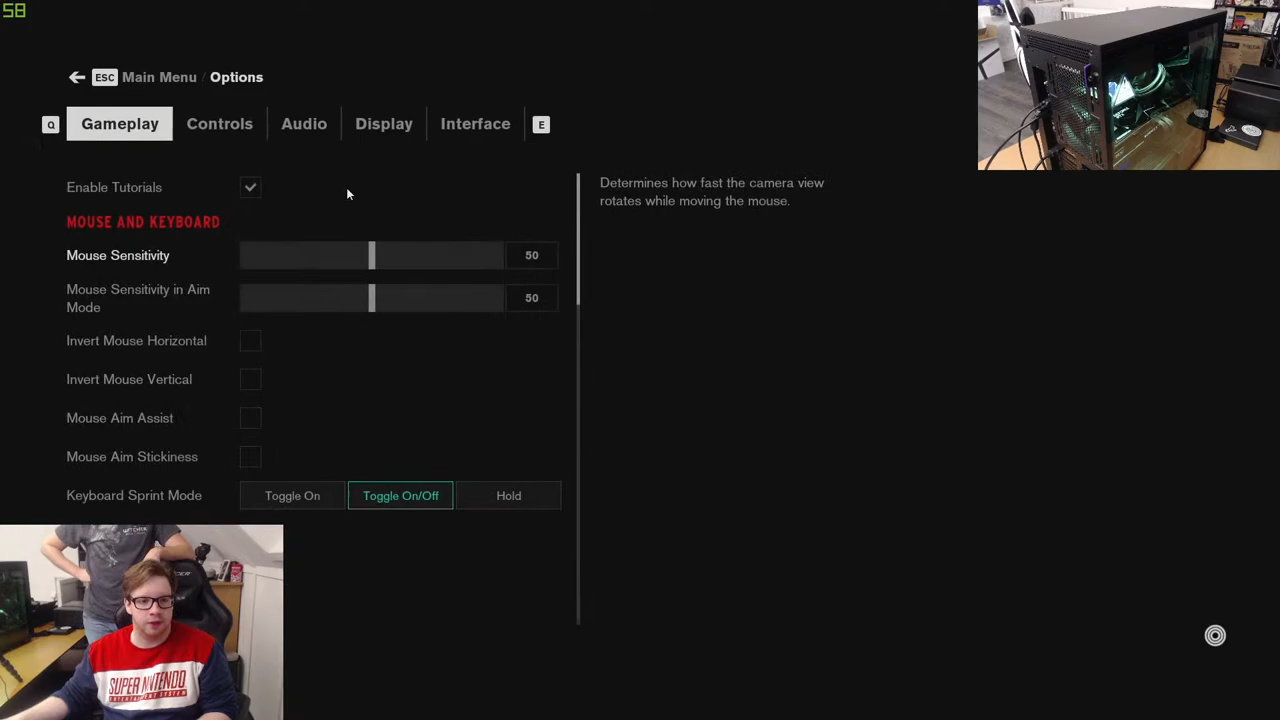 58
ESC Main Menu / Options
Q Gameplay Controls Audio Display Interface E
Enable Tutorials
Determines how fast the camera view
rotates while moving the mouse.
MOUSE AND KEYBOARD
Mouse Sensitivity 50
Mouse Sensitivity in Aim
Mode 50
Invert Mouse Horizontal
Invert Mouse Vertical
Mouse Aim Assist
Mouse Aim Stickiness
Keyboard Sprint Mode Toggle On Toggle On/Off Hold
SUPER NINTENDO
ENTERTAINMENT SYSTEM